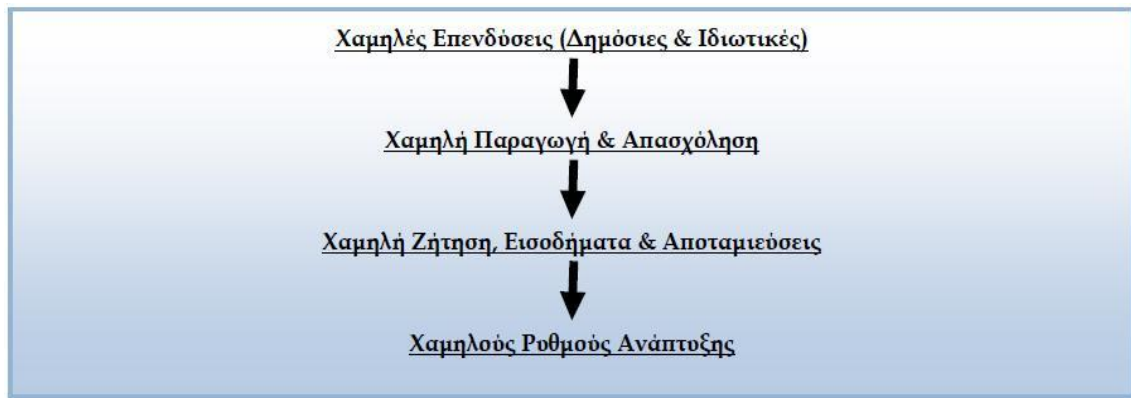 Χαμηλές Επενδύσεις (Δημόσιες & Ιδιωτικές)
Χαμηλή Παραγωγή & Απασχόληση
Χαμηλή Ζήτηση, Εισοδήματα & Αποταμιεύσεις
Χαμηλούς Ρυθμούς Ανάπτυξης